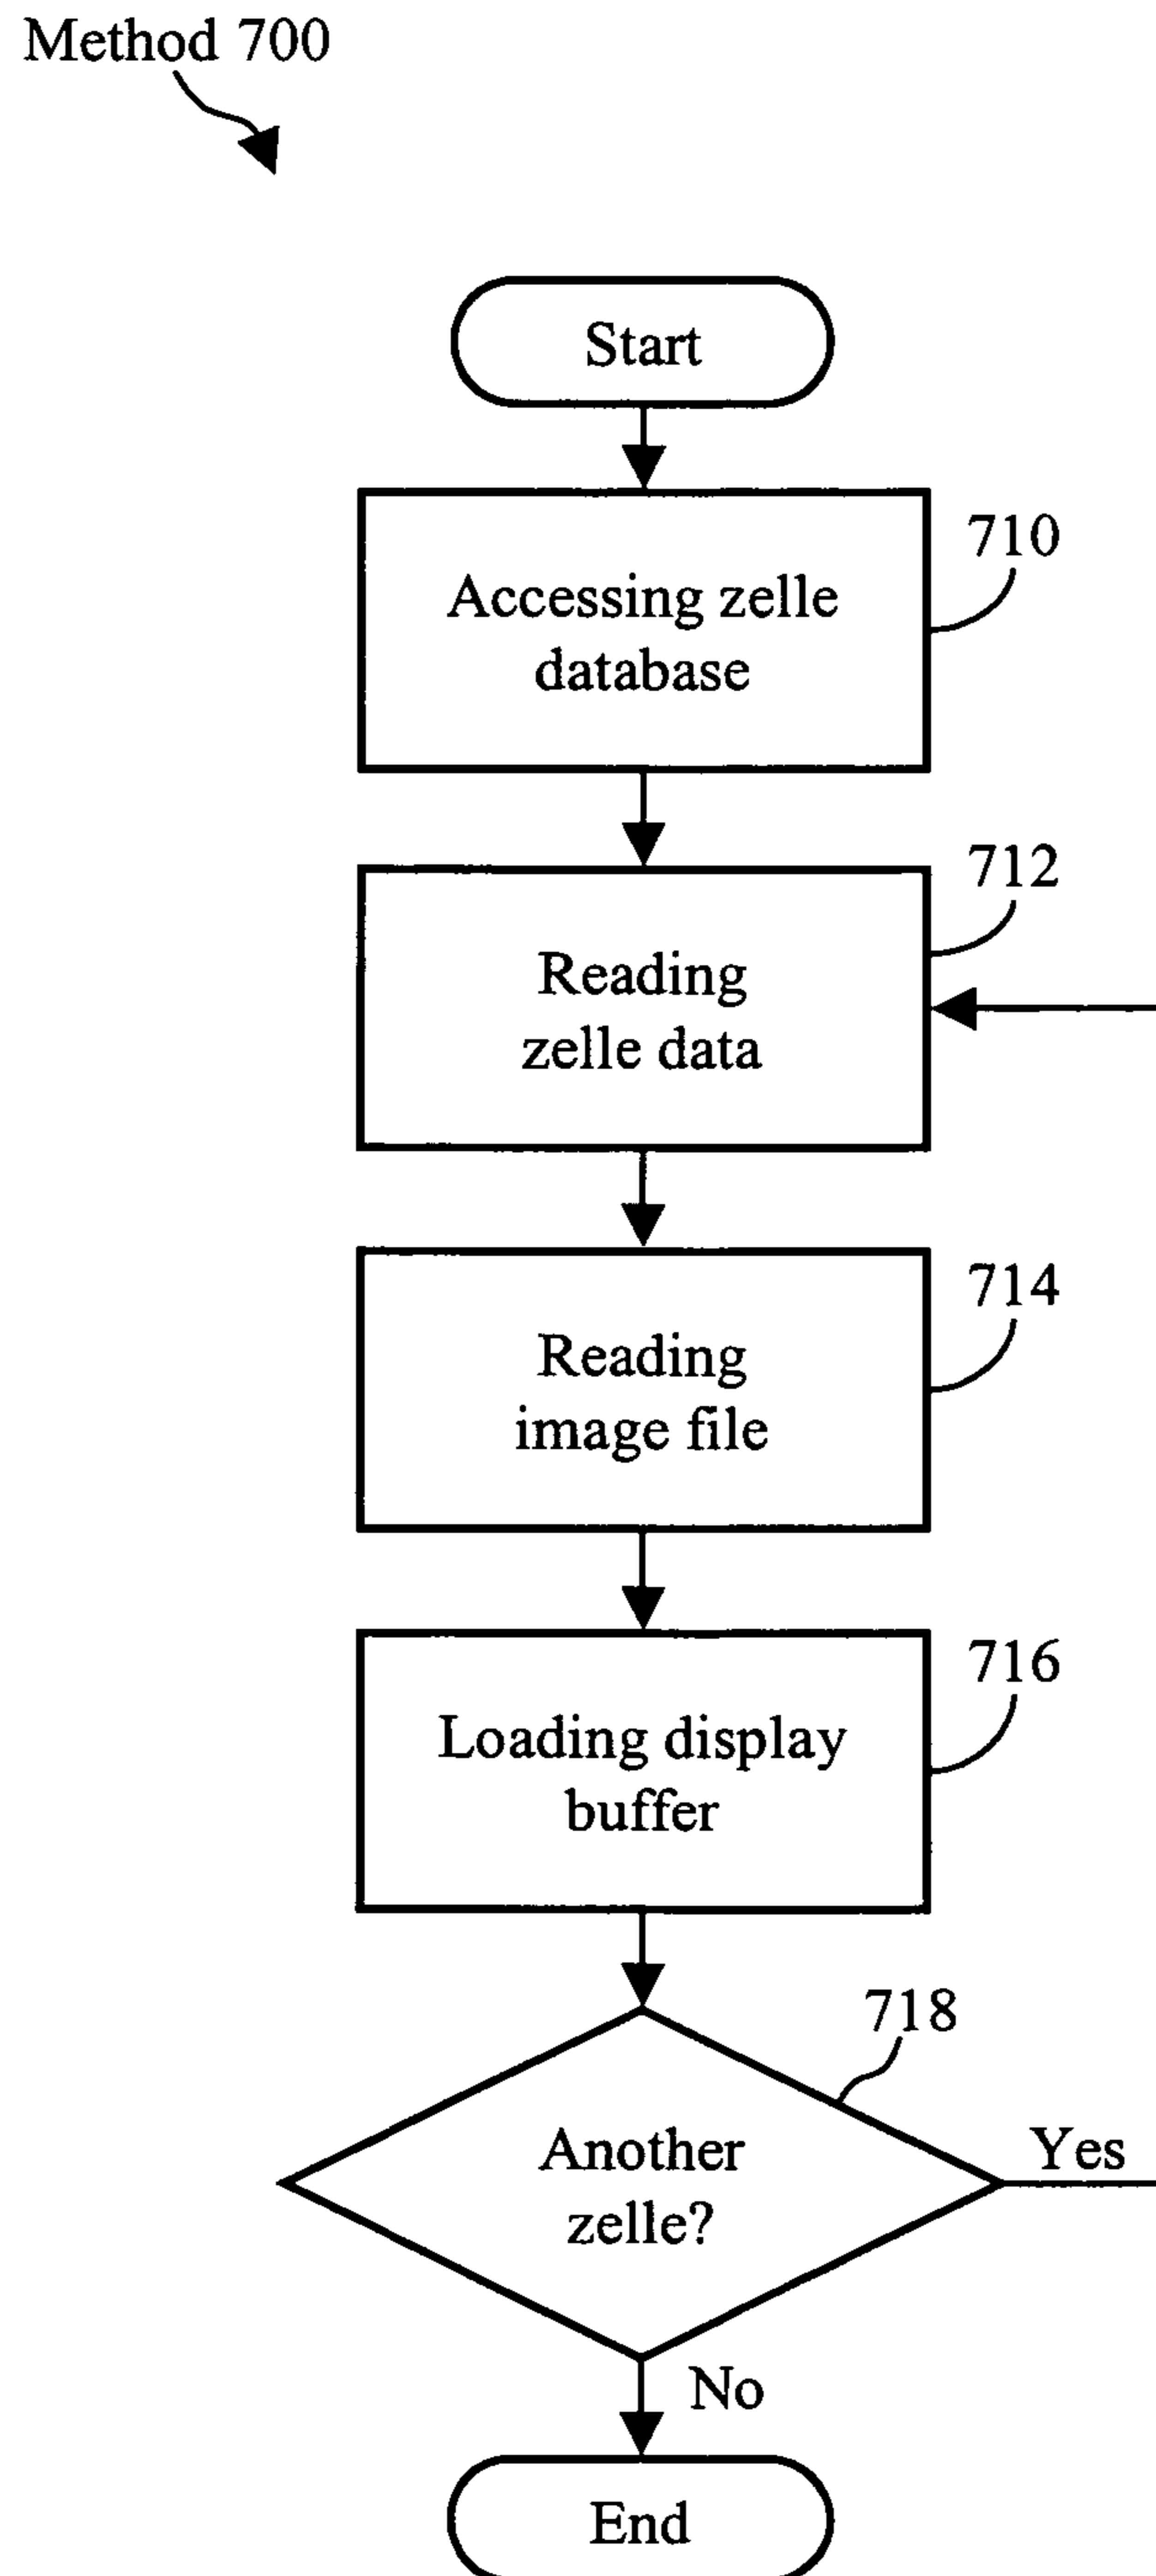 Method 700
Start
710
Accessing zelle
database
712
Reading
zelle data
714
Reading
image file
716
Loading display
buffer
718
Another
zelle?
Yes
No
End